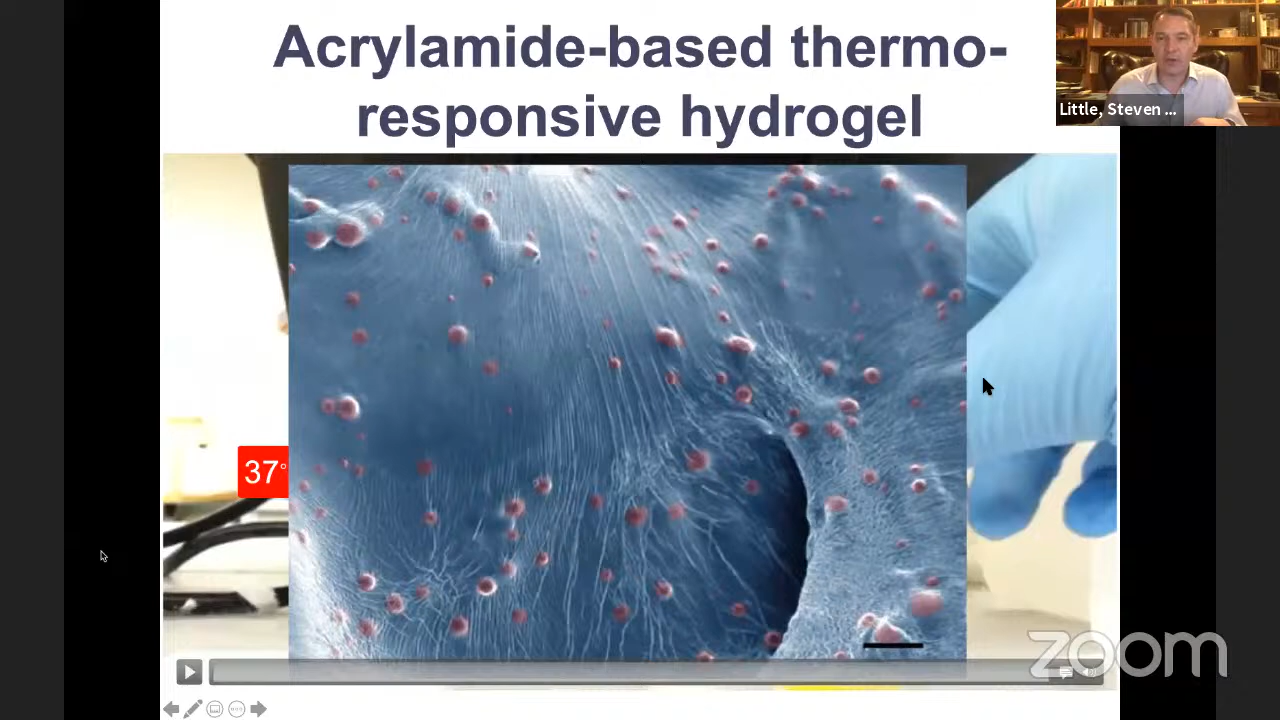 Acrylamide-based thermo-
responsive hydrogel
Little, Steven ...
37°
zoom